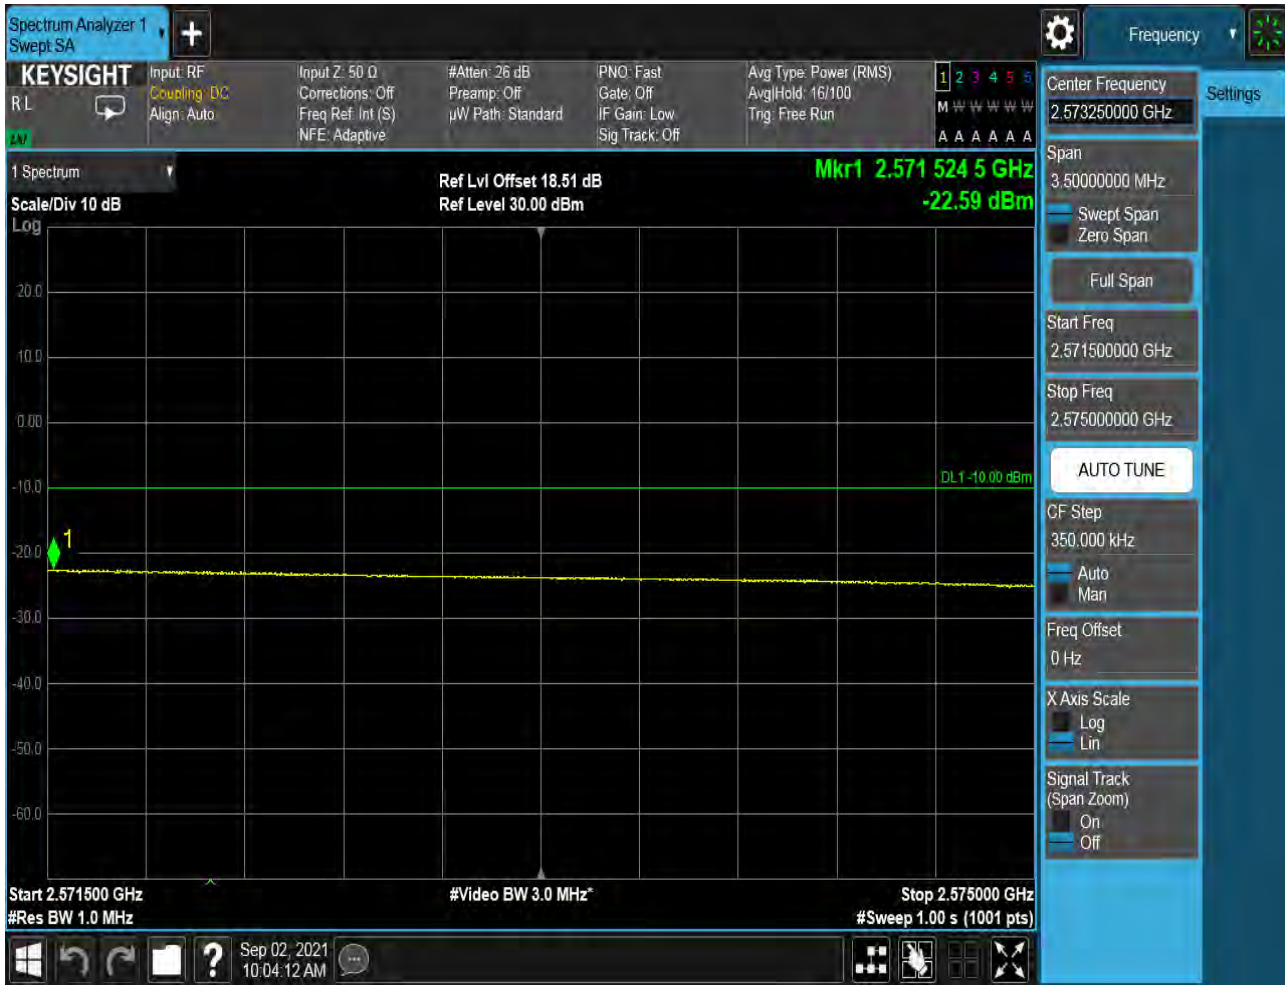 Spectrum Analyzer 1
Swept SA
Frequency
KEYSIGHT
R L
LXI
Input: RF
Coupling: DC
Align: Auto
Input Z: 50 Ω
Corrections: Off
Freq Ref: Int (S)
NFE: Adaptive
#Atten: 26 dB
Preamp: Off
µW Path: Standard
PNO: Fast
Gate: Off
IF Gain: Low
Sig Track: Off
Avg Type: Power (RMS)
Avg|Hold: 16/100
Trig: Free Run
1 2 3 4 5 6
M W W W W W
A A A A A A
1 Spectrum
Scale/Div 10 dB
Log
Ref Lvl Offset 18.51 dB
Ref Level 30.00 dBm
Mkr1 2.571 524 5 GHz
-22.59 dBm
20.0
10.0
0.00
-10.0
-20.0
-30.0
-40.0
-50.0
-60.0
DL1 -10.00 dBm
1
Start 2.571500 GHz
#Res BW 1.0 MHz
#Video BW 3.0 MHz*
Stop 2.575000 GHz
#Sweep 1.00 s (1001 pts)
Sep 02, 2021
10:04:12 AM
?
Center Frequency
2.573250000 GHz
Settings
Span
3.50000000 MHz
Swept Span
Zero Span
Full Span
Start Freq
2.571500000 GHz
Stop Freq
2.575000000 GHz
AUTO TUNE
CF Step
350.000 kHz
Auto
Man
Freq Offset
0 Hz
X Axis Scale
Log
Lin
Signal Track
(Span Zoom)
On
Off